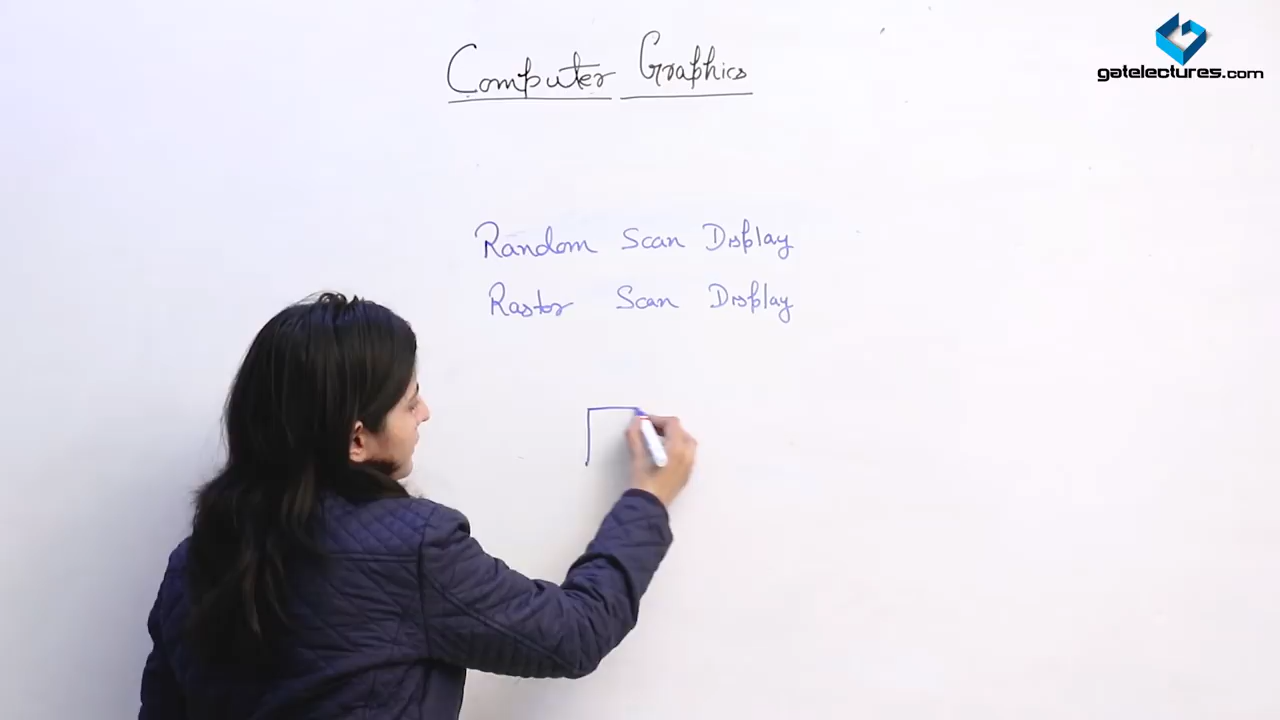 Computer Graphics
gatelectures.com
Random Scan Display
Raster Scan Display